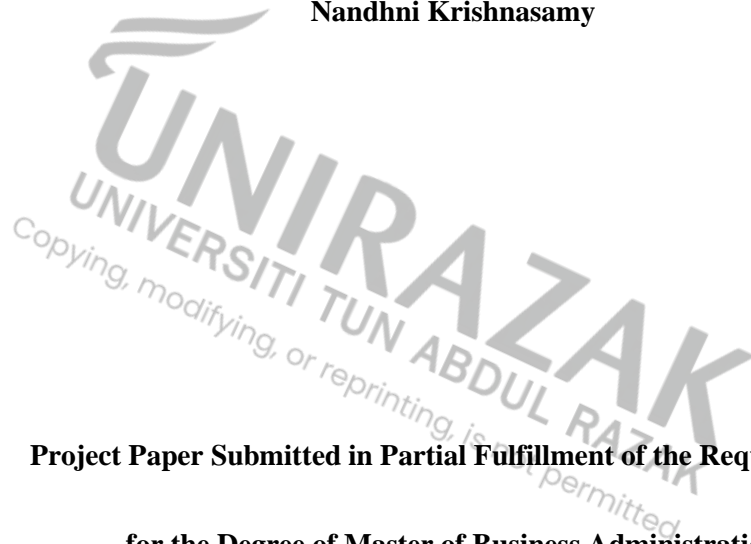 Nandhni Krishnasamy
UNIRAZAK
UNIVERSITI TUN ABDUL RAZAK
Copying, modifying, or reprinting, is not permitted.
Project Paper Submitted in Partial Fulfillment of the Req
for the Degree of Master of Business Administrati